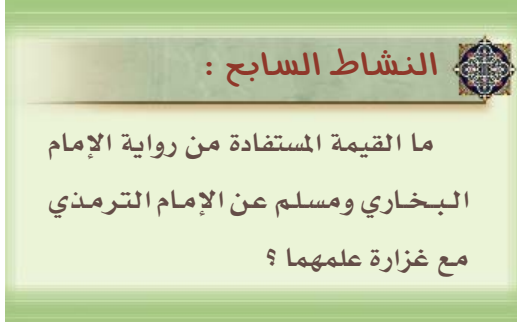 النشاط السابع :
ما القيمة المستفادة من رواية الإمام
البخاري ومسلم عن الإمام الترمذي
مع غزارة علمهما ؟